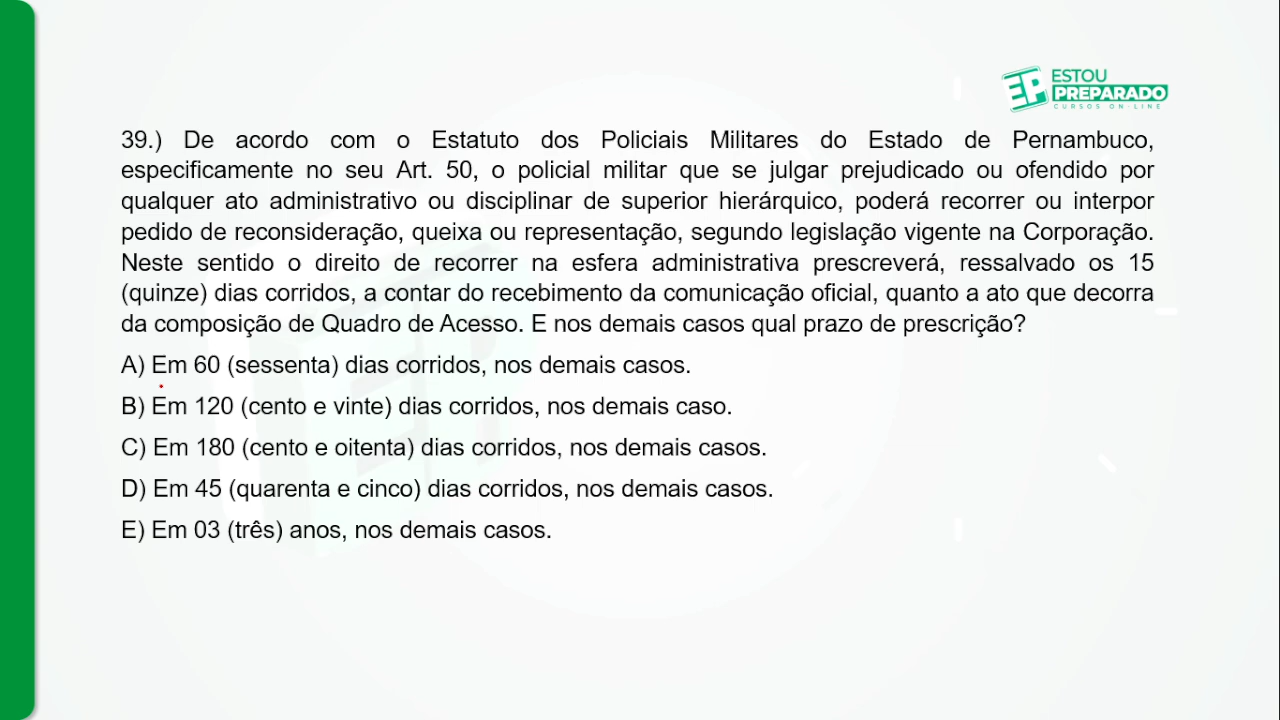 ESTOU
PREPARADO
CURSOS ON-LINE
39.) De acordo com o Estatuto dos Policiais Militares do Estado de Pernambuco,
especificamente no seu Art. 50, o policial militar que se julgar prejudicado ou ofendido por
qualquer ato administrativo ou disciplinar de superior hierárquico, poderá recorrer ou interpor
pedido de reconsideração, queixa ou representação, segundo legislação vigente na Corporação.
Neste sentido o direito de recorrer na esfera administrativa prescreverá, ressalvado os 15
(quinze) dias corridos, a contar do recebimento da comunicação oficial, quanto a ato que decorra
da composição de Quadro de Acesso. E nos demais casos qual prazo de prescrição?
A) Em 60 (sessenta) dias corridos, nos demais casos.
B) Em 120 (cento e vinte) dias corridos, nos demais caso.
C) Em 180 (cento e oitenta) dias corridos, nos demais casos.
D) Em 45 (quarenta e cinco) dias corridos, nos demais casos.
E) Em 03 (três) anos, nos demais casos.